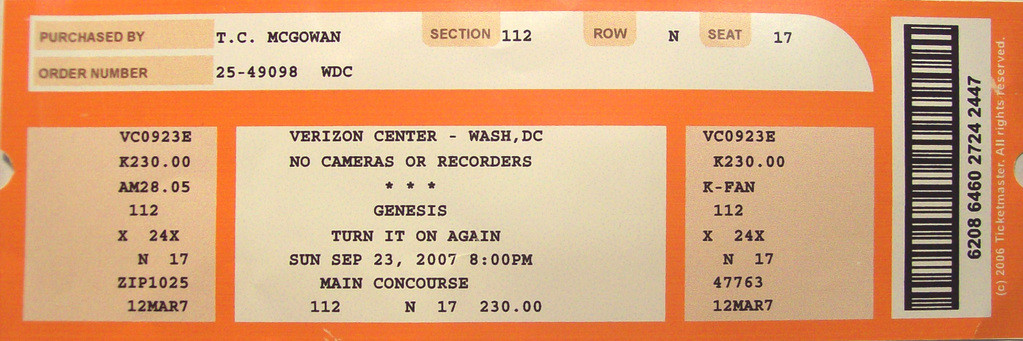 PURCHASED BY T.C. MCGOWAN SECTION 112 ROW N SEAT 17
ORDER NUMBER 25-49098 WDC
VC0923E
K230.00
AM28.05
112
X 24X
N 17
ZIP1025
12MAR7
VERIZON CENTER - WASH,DC
NO CAMERAS OR RECORDERS
* * *
GENESIS
TURN IT ON AGAIN
SUN SEP 23, 2007 8:00PM
MAIN CONCOURSE
112 N 17 230.00
VC0923E
K230.00
K-FAN
112
X 24X
N 17
47763
12MAR7
6208 6460 2724 2447
(c) 2006 Ticketmaster. All rights reserved.